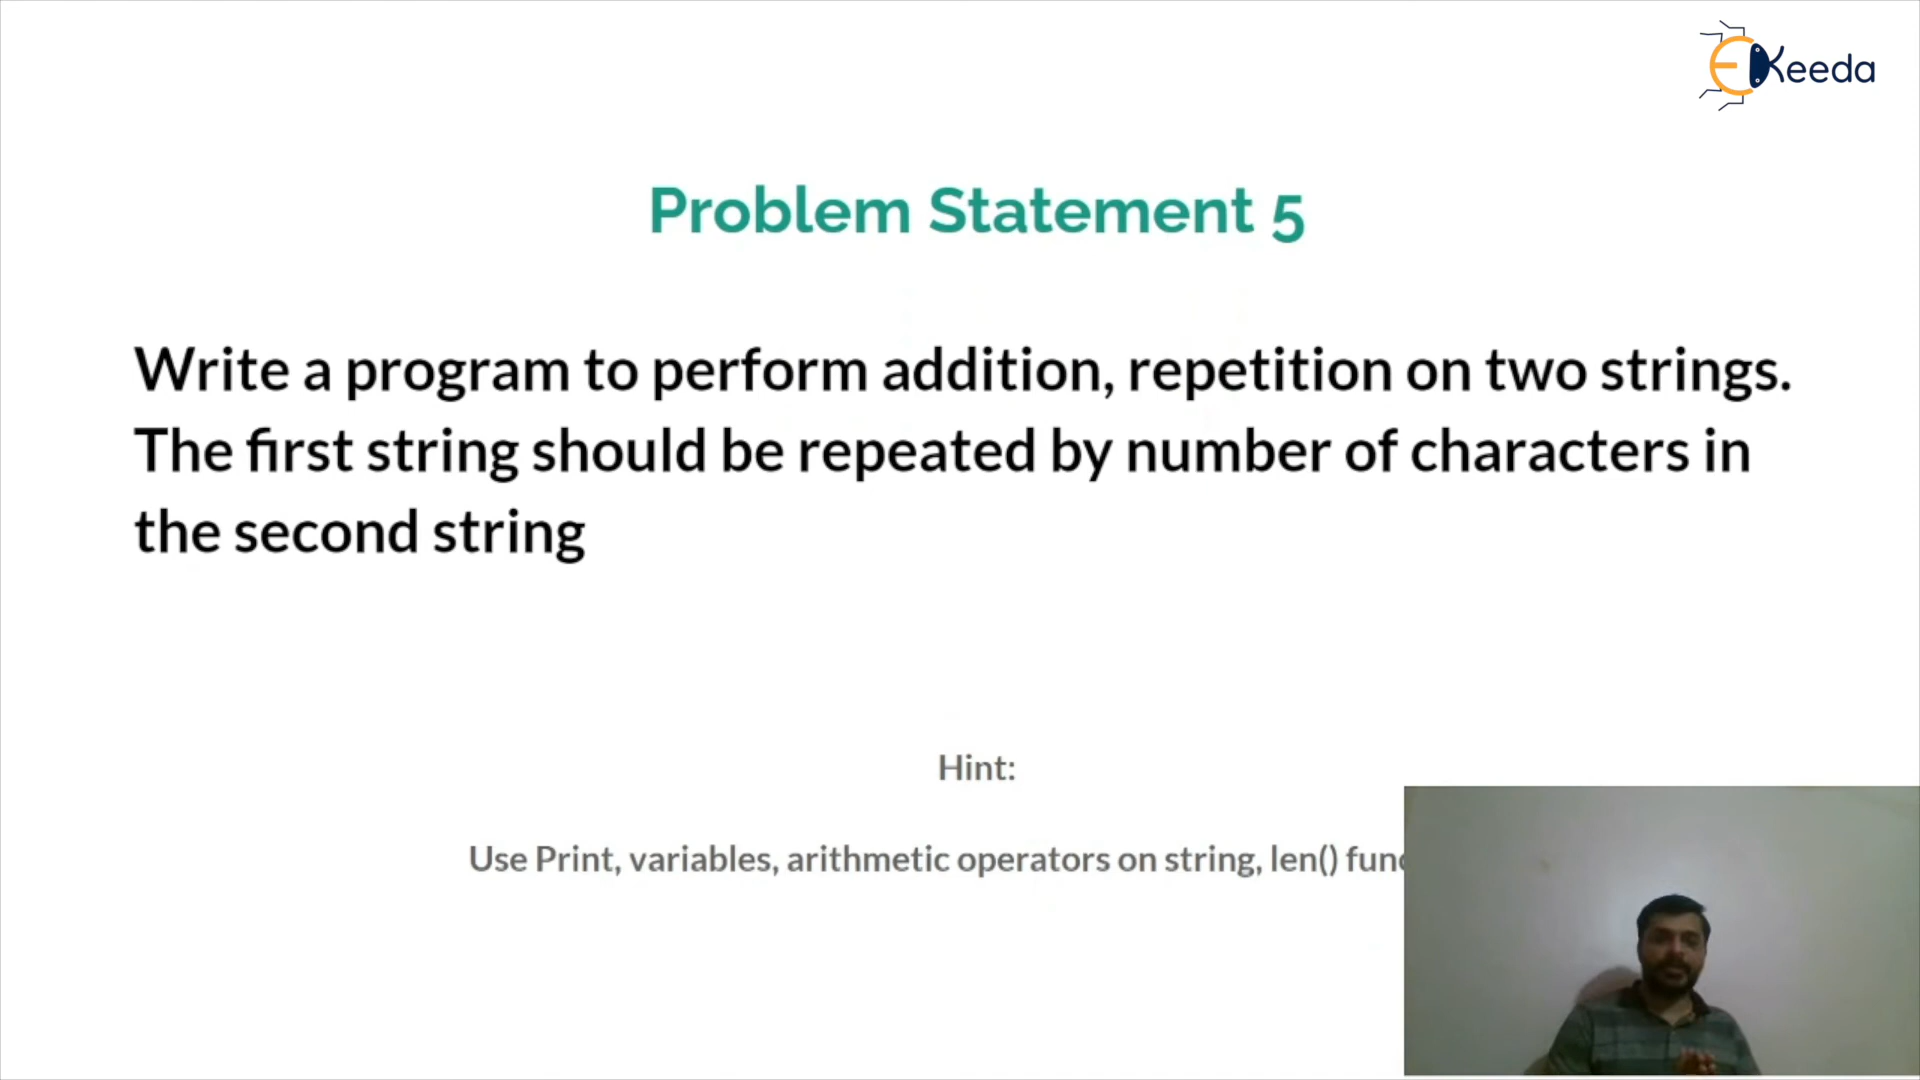 EKeeda
Problem Statement 5
Write a program to perform addition, repetition on two strings.
The first string should be repeated by number of characters in
the second string
Hint:
Use Print, variables, arithmetic operators on string, len()